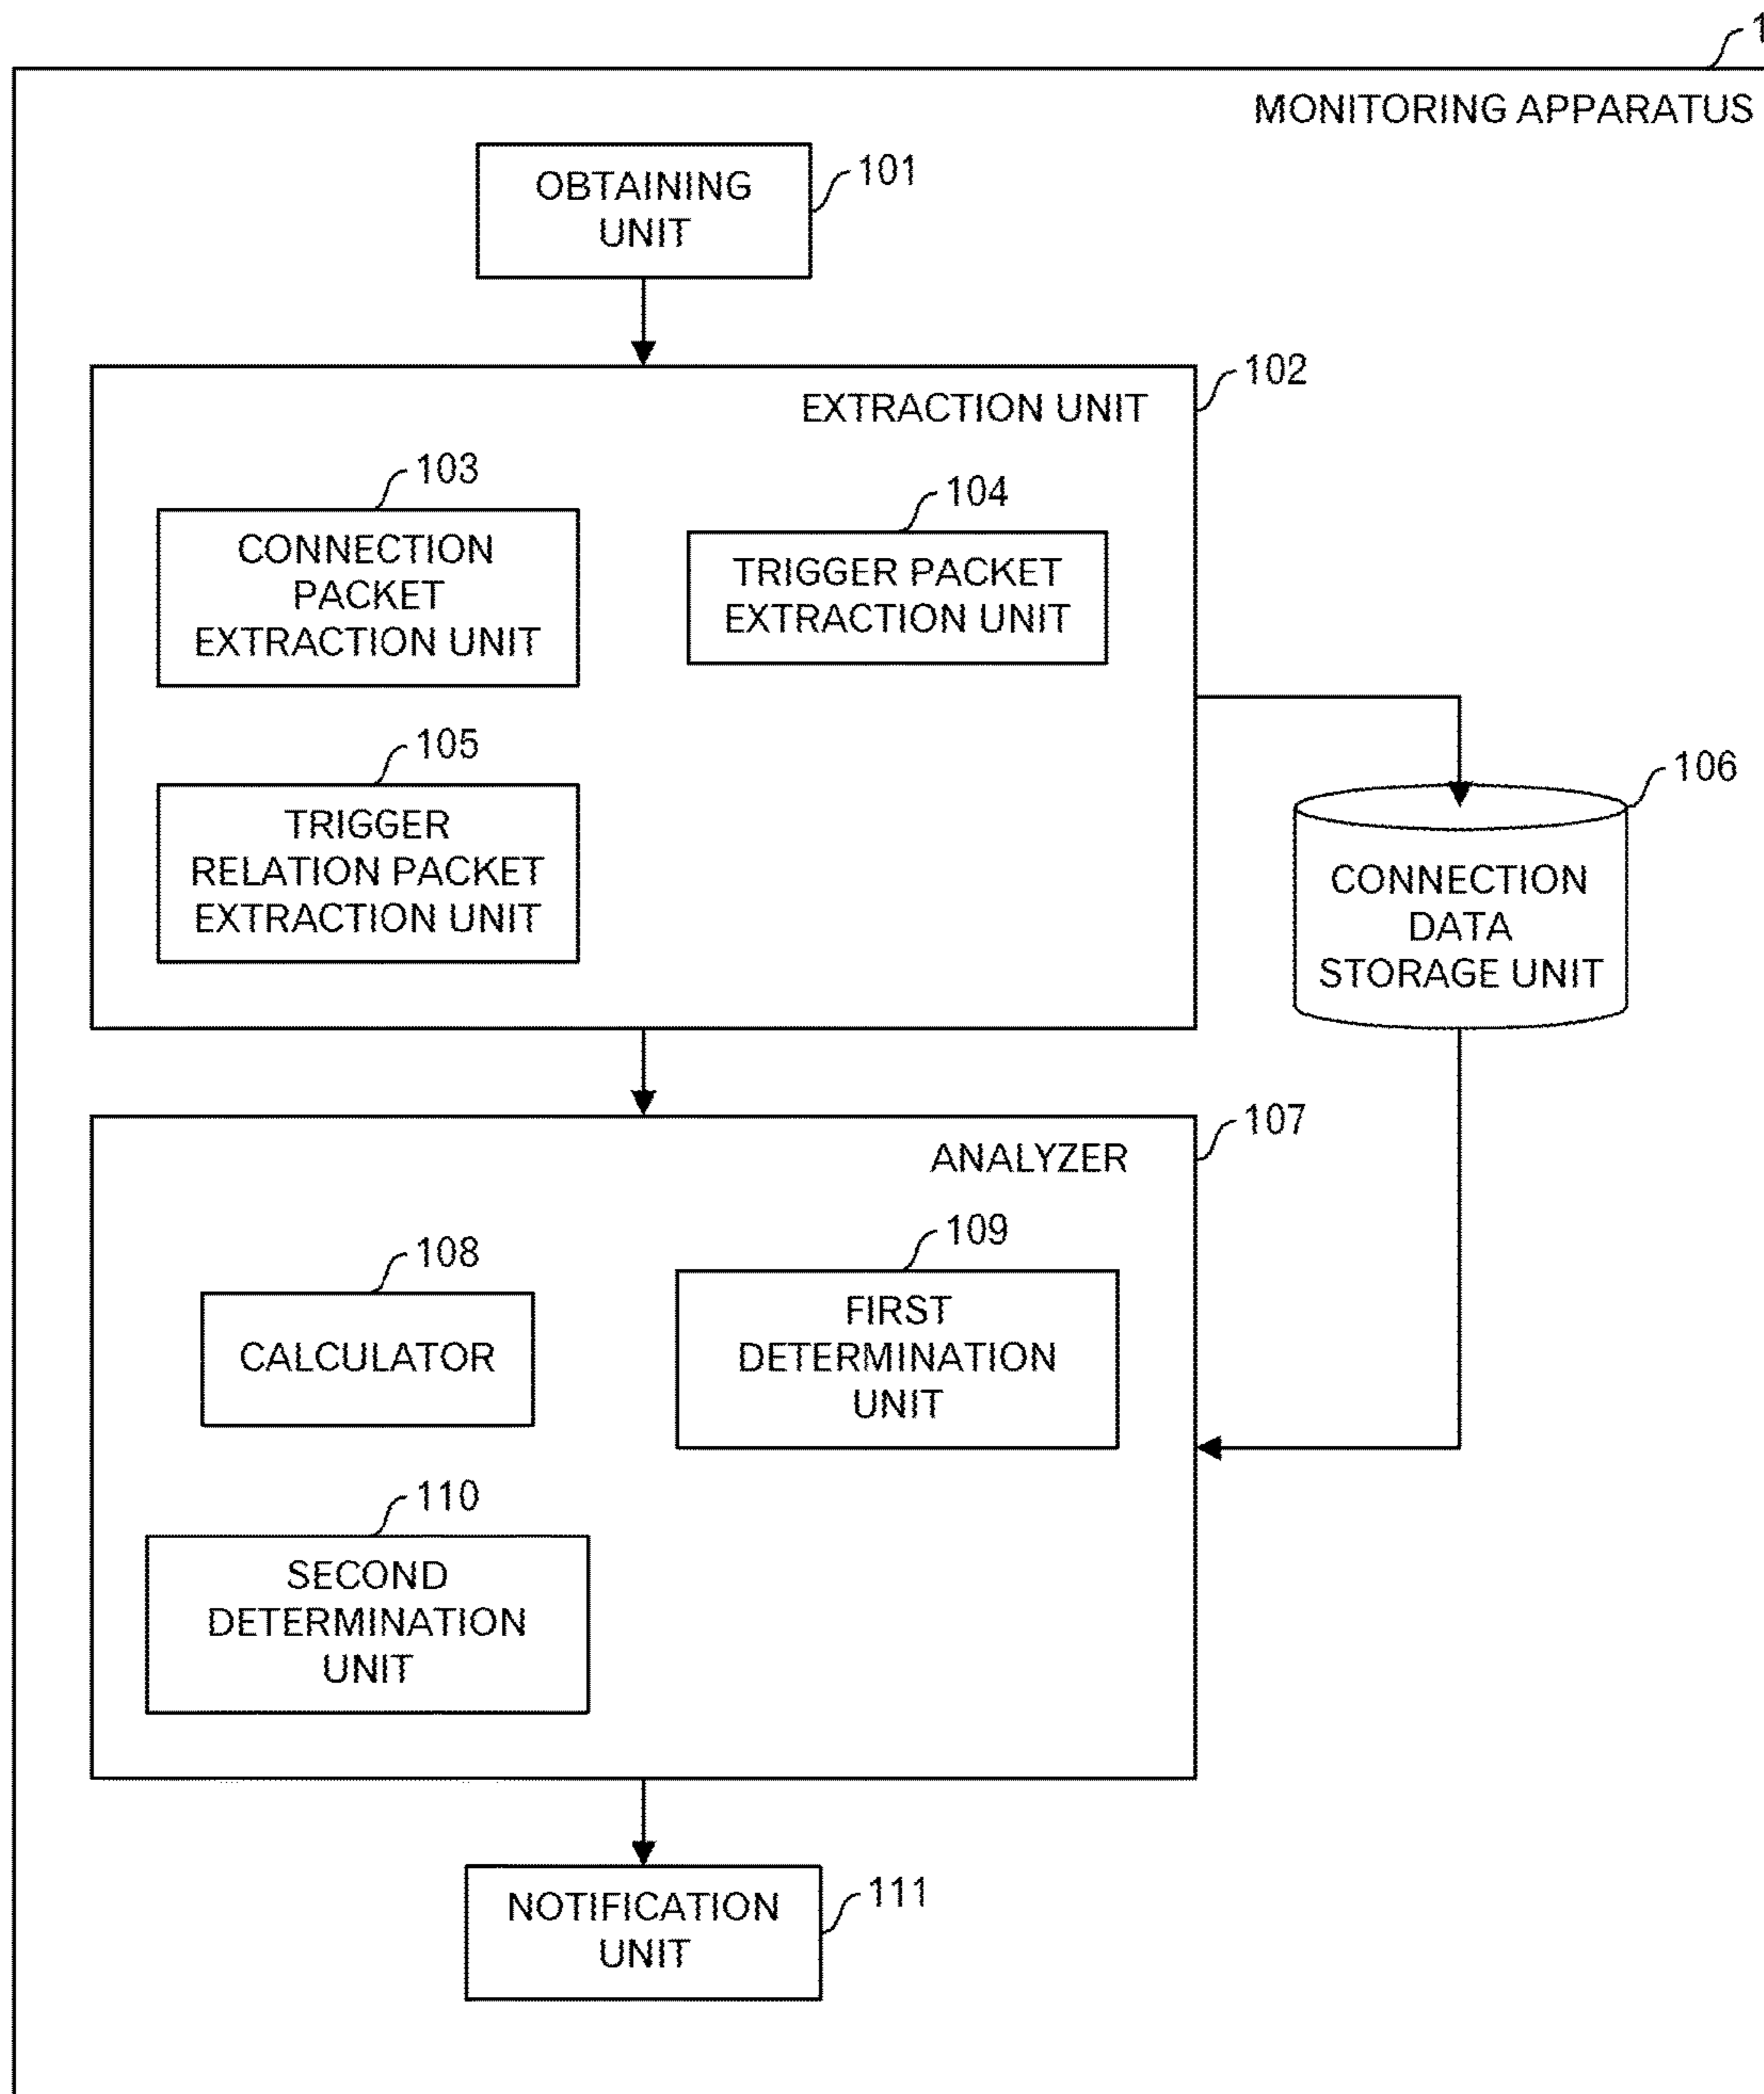 1
MONITORING APPARATUS
OBTAINING
UNIT
101
102
EXTRACTION UNIT
103
CONNECTION
PACKET
EXTRACTION UNIT
104
TRIGGER PACKET
EXTRACTION UNIT
105
TRIGGER
RELATION PACKET
EXTRACTION UNIT
106
CONNECTION
DATA
STORAGE UNIT
107
ANALYZER
108
CALCULATOR
109
FIRST
DETERMINATION
UNIT
110
SECOND
DETERMINATION
UNIT
111
NOTIFICATION
UNIT